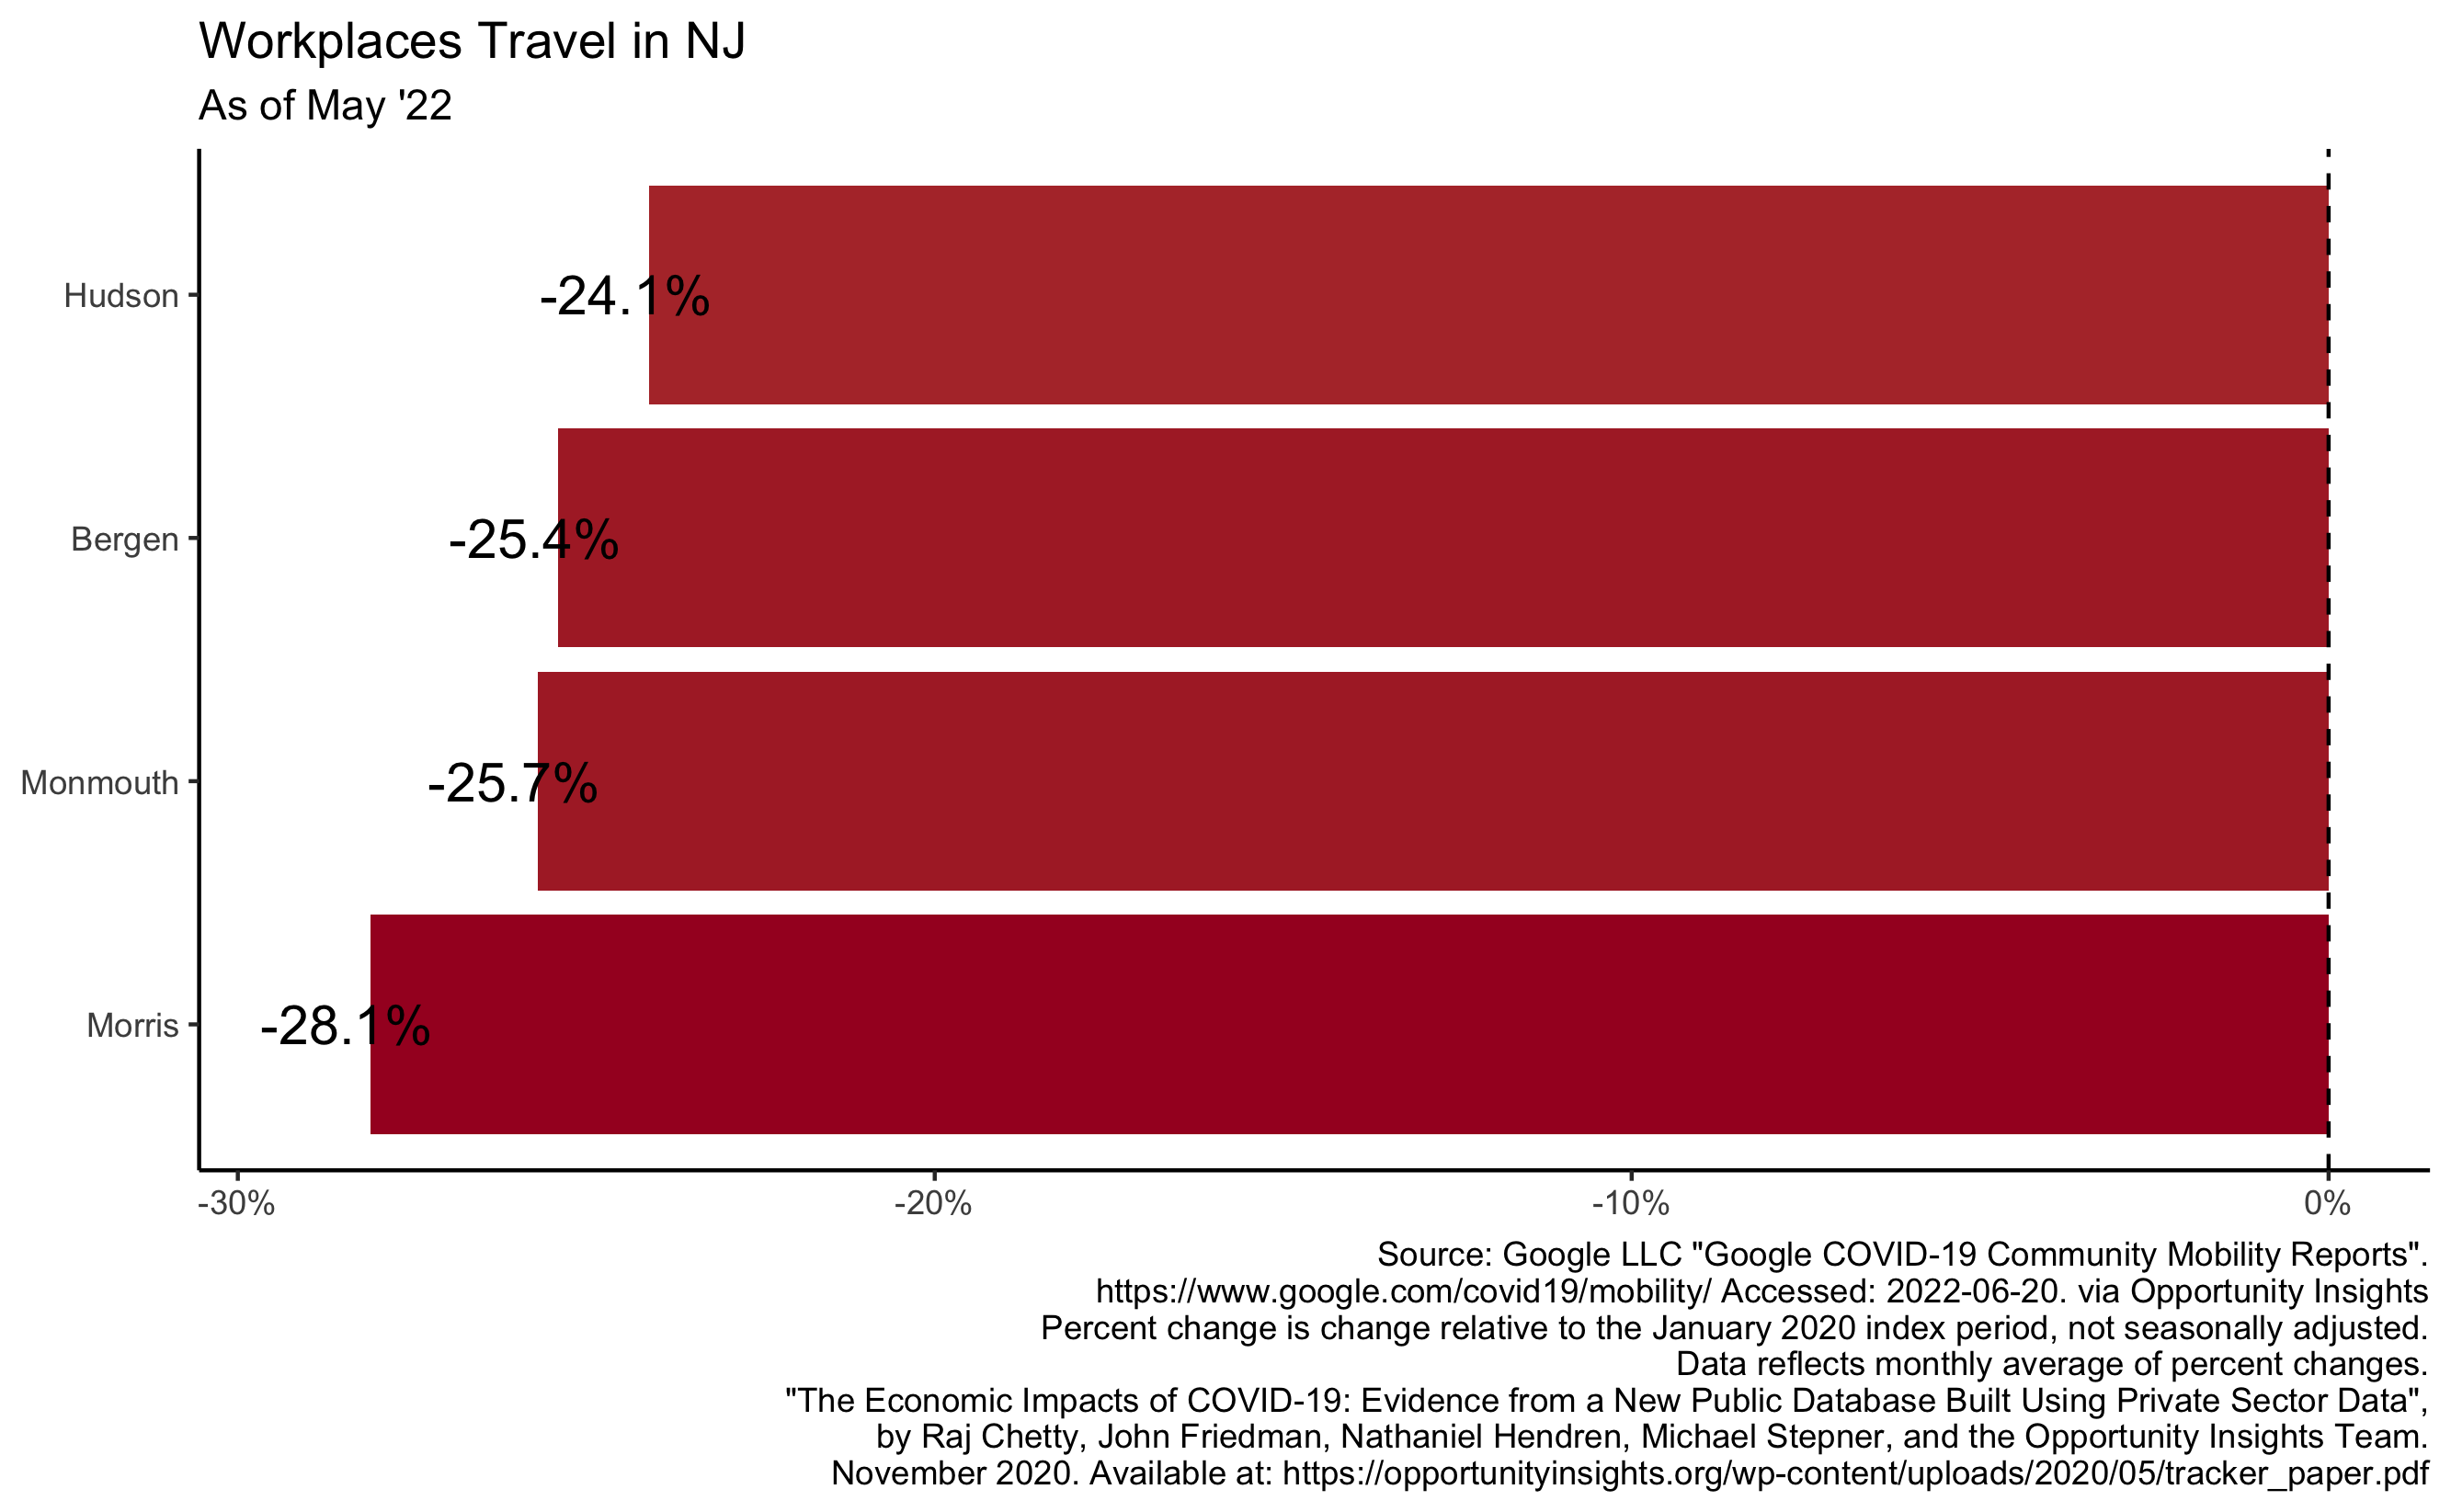 Workplaces Travel in NJ
As of May '22
Hudson
-24.1%
Bergen
-25.4%
Monmouth
-25.7%
Morris
-28.1%
-30%
-20%
-10%
0%
Source: Google LLC "Google COVID-19 Community Mobility Reports".
https://www.google.com/covid19/mobility/ Accessed: 2022-06-20. via Opportunity Insights
Percent change is change relative to the January 2020 index period, not seasonally adjusted.
Data reflects monthly average of percent changes.
"The Economic Impacts of COVID-19: Evidence from a New Public Database Built Using Private Sector Data",
by Raj Chetty, John Friedman, Nathaniel Hendren, Michael Stepner, and the Opportunity Insights Team.
November 2020. Available at: https://opportunityinsights.org/wp-content/uploads/2020/05/tracker_paper.pdf